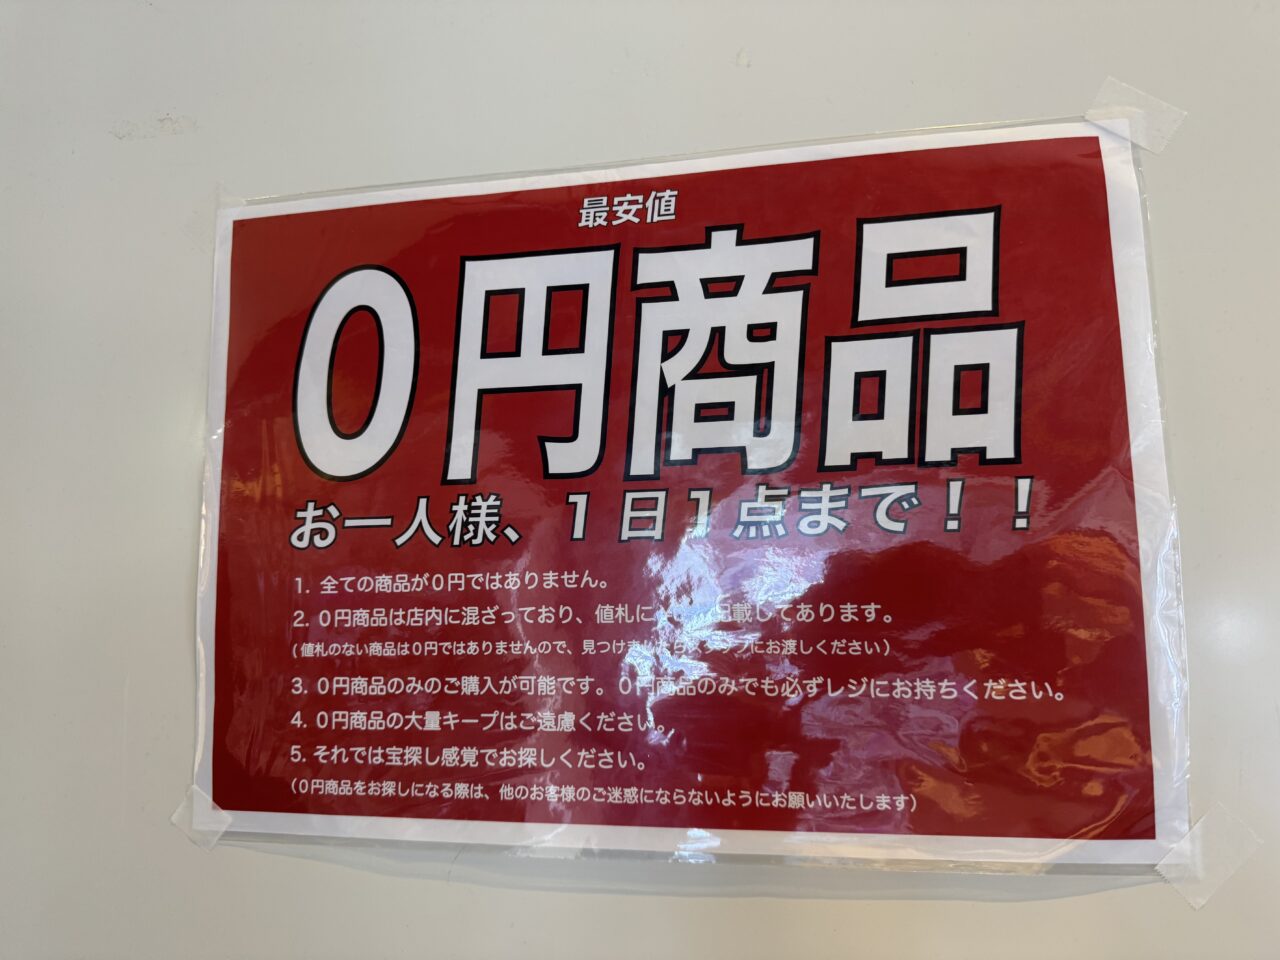 最安値
０円商品
お一人様、１日１点まで！！
1. 全ての商品が０円ではありません。
2. ０円商品は店内に混ざっており、値札に記載してあります。
(値札のない商品は０円ではありませんので、見つけましたらスタッフにお渡しください)
3. ０円商品のみのご購入が可能です。０円商品のみでも必ずレジにお持ちください。
4. ０円商品の大量キープはご遠慮ください。
5. それでは宝探し感覚でお探しください。
(０円商品をお探しになる際は、他のお客様のご迷惑にならないようにお願いいたします)